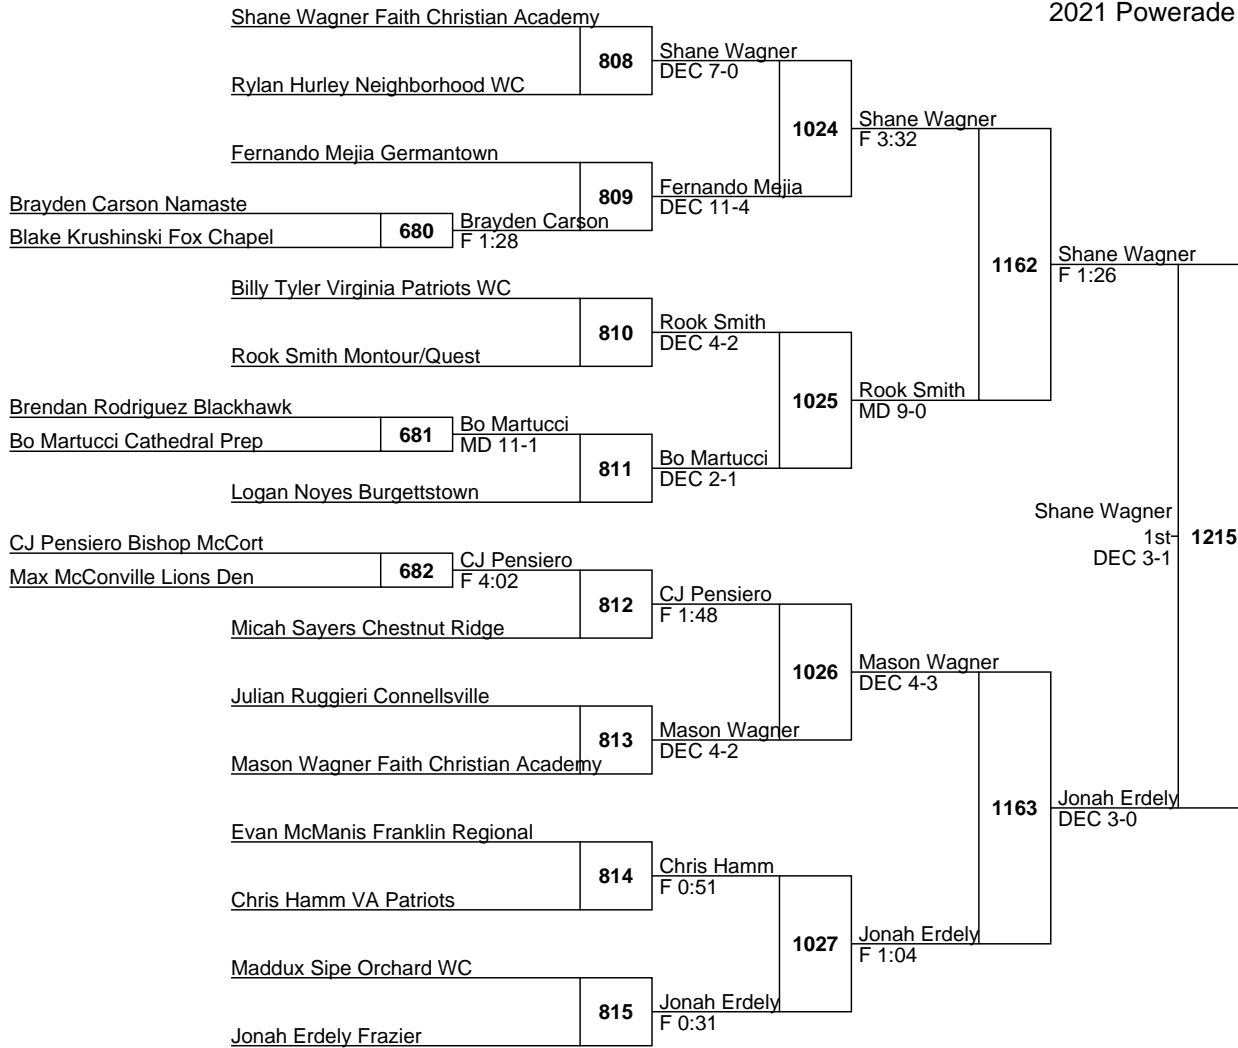 2021 Powerade
Shane Wagner Faith Christian Academy
808
Shane Wagner
DEC 7-0
Rylan Hurley Neighborhood WC
1024
Shane Wagner
F 3:32
Fernando Mejia Germantown
809
Fernando Mejia
DEC 11-4
Brayden Carson Namaste
680
Brayden Carson
F 1:28
Blake Krushinski Fox Chapel
1162
Shane Wagner
F 1:26
Billy Tyler Virginia Patriots WC
810
Rook Smith
DEC 4-2
Rook Smith Montour/Quest
1025
Rook Smith
MD 9-0
Brendan Rodriguez Blackhawk
681
Bo Martucci
MD 11-1
Bo Martucci Cathedral Prep
811
Bo Martucci
DEC 2-1
Logan Noyes Burgettstown
Shane Wagner
1st
DEC 3-1
1215
CJ Pensiero Bishop McCort
682
CJ Pensiero
F 4:02
Max McConville Lions Den
812
CJ Pensiero
F 1:48
Micah Sayers Chestnut Ridge
1026
Mason Wagner
DEC 4-3
Julian Ruggieri Connellsville
813
Mason Wagner
DEC 4-2
Mason Wagner Faith Christian Academy
1163
Jonah Erdely
DEC 3-0
Evan McManis Franklin Regional
814
Chris Hamm
F 0:51
Chris Hamm VA Patriots
1027
Jonah Erdely
F 1:04
Maddux Sipe Orchard WC
815
Jonah Erdely
F 0:31
Jonah Erdely Frazier